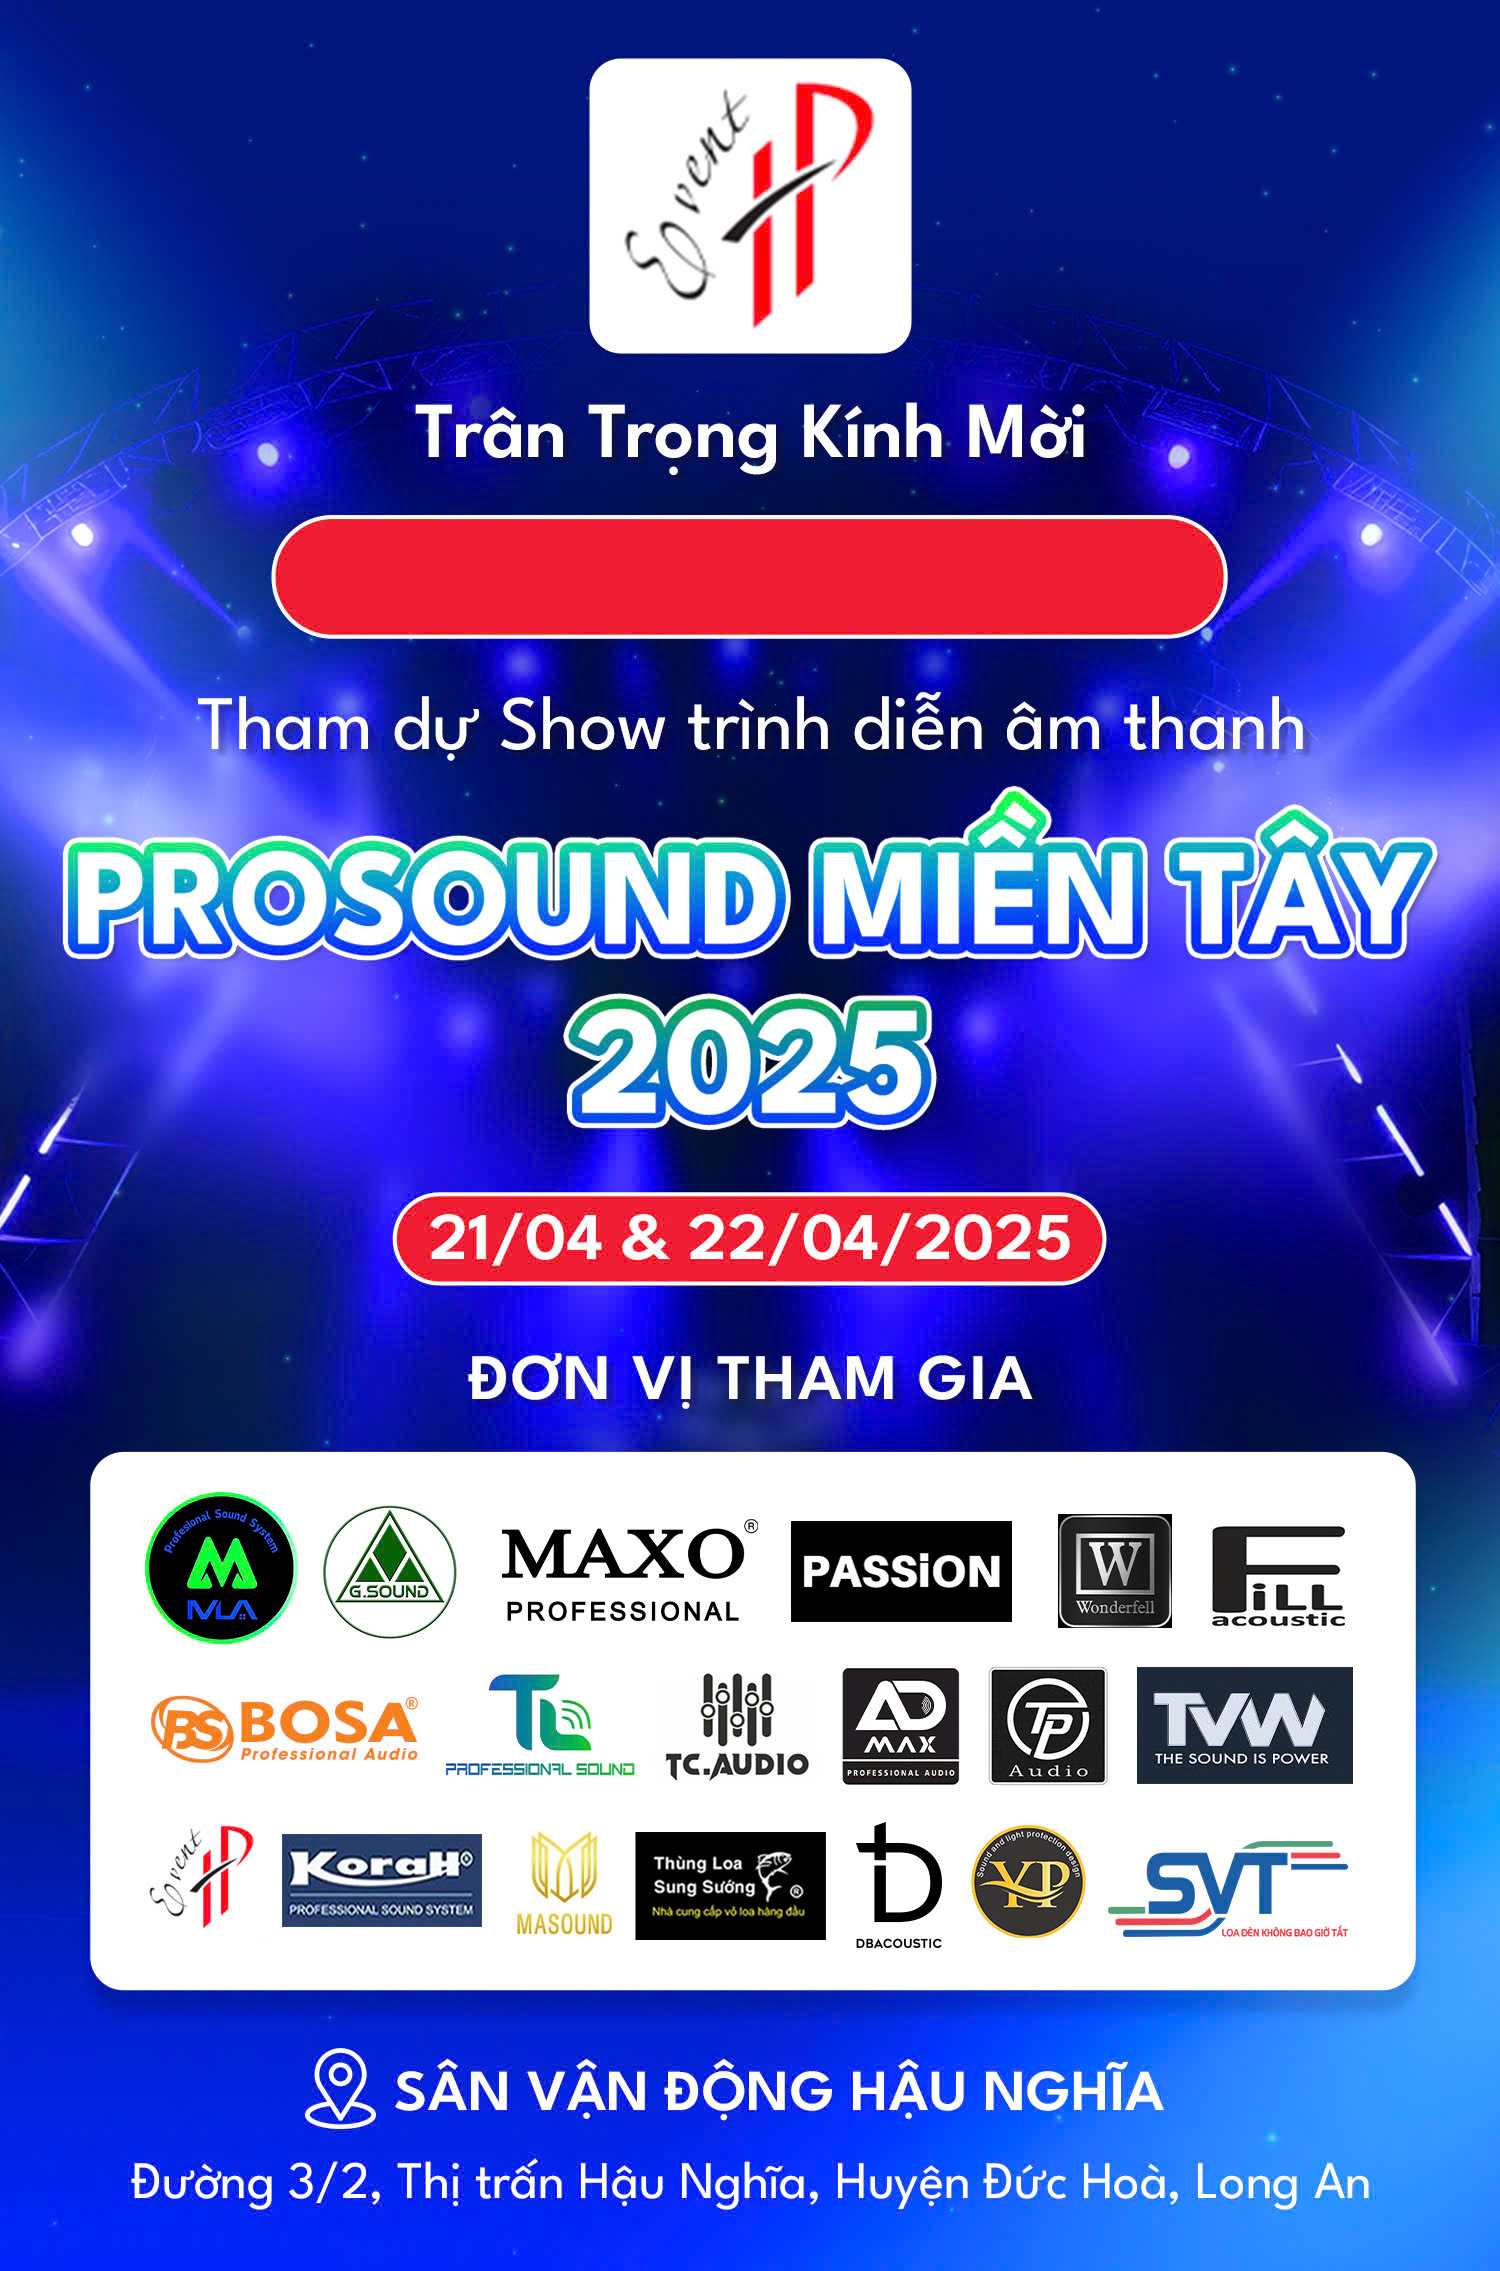 Event HP
Trân Trọng Kính Mời
Tham dự Show trình diễn âm thanh
PROSOUND MIỀN TÂY
2025
21/04 & 22/04/2025
ĐƠN VỊ THAM GIA
Profesional Sound System
M
MLA
G.SOUND
MAXO®
PROFESSIONAL
PASSiON
W
Wonderfell
FiLL
acoustic
BS BOSA®
Professional Audio
TL
PROFESSIONAL SOUND
TC.AUDIO
AD
MAX
PROFESSIONAL AUDIO
TP
Audio
TVW
THE SOUND IS POWER
Event HP
KoraH®
PROFESSIONAL SOUND SYSTEM
MASOUND
Thùng Loa
Sung Sướng ®
Nhà cung cấp vỏ loa hàng đầu
D
DBACOUSTIC
Sound and light protection design
YP
SVT
LOA ĐÈN KHÔNG BAO GIỜ TẮT
SÂN VẬN ĐỘNG HẬU NGHĨA
Đường 3/2, Thị trấn Hậu Nghĩa, Huyện Đức Hoà, Long An